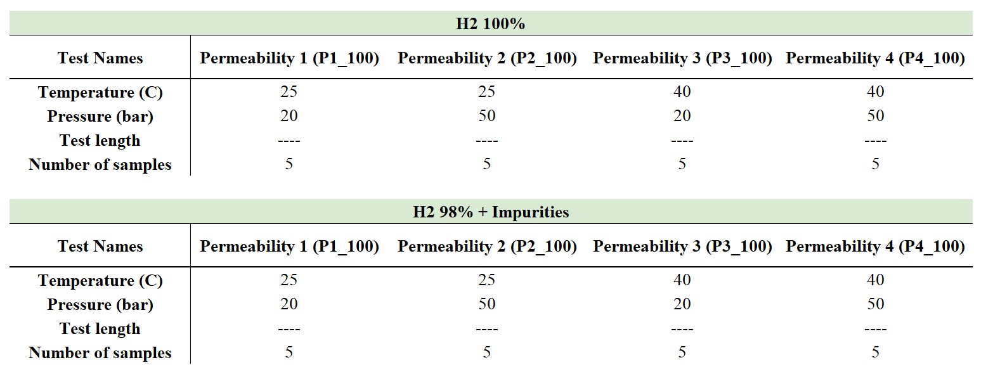 H2 100%
Test Names Permeability 1 (P1_100) Permeability 2 (P2_100) Permeability 3 (P3_100) Permeability 4 (P4_100)
Temperature (C) 25 25 40 40
Pressure (bar) 20 50 20 50
Test length ---- ---- ---- ----
Number of samples 5 5 5 5
H2 98% + Impurities
Test Names Permeability 1 (P1_100) Permeability 2 (P2_100) Permeability 3 (P3_100) Permeability 4 (P4_100)
Temperature (C) 25 25 40 40
Pressure (bar) 20 50 20 50
Test length ---- ---- ---- ----
Number of samples 5 5 5 5